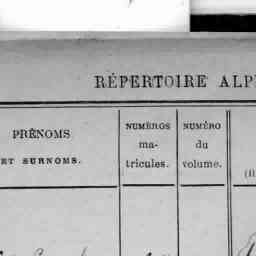 RÉPERTOIRE ALP
PRÉNOMS
ET SURNOMS.
NUMÉROS
ma-
tricules.
NUMÉRO
du
volume.